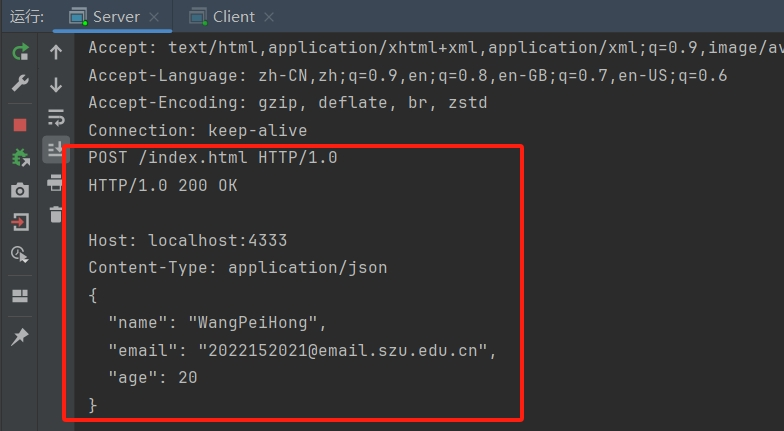 运行: Server Client
Accept: text/html,application/xhtml+xml,application/xml;q=0.9,image/av
Accept-Language: zh-CN,zh;q=0.9,en;q=0.8,en-GB;q=0.7,en-US;q=0.6
Accept-Encoding: gzip, deflate, br, zstd
Connection: keep-alive
POST /index.html HTTP/1.0
HTTP/1.0 200 OK
Host: localhost:4333
Content-Type: application/json
{
"name": "WangPeiHong",
"email": "2022152021@email.szu.edu.cn",
"age": 20
}